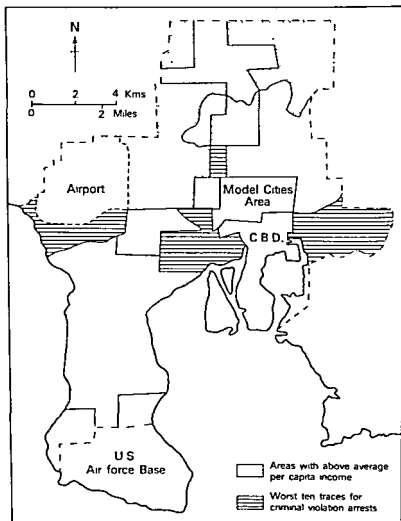 N
0 2 4 Kms
0 2 Miles
Airport
Model Cities
Area
C.B.D.
U S
Air force Base
Areas with above average
per capita income
Worst ten traces for
criminal violation arrests